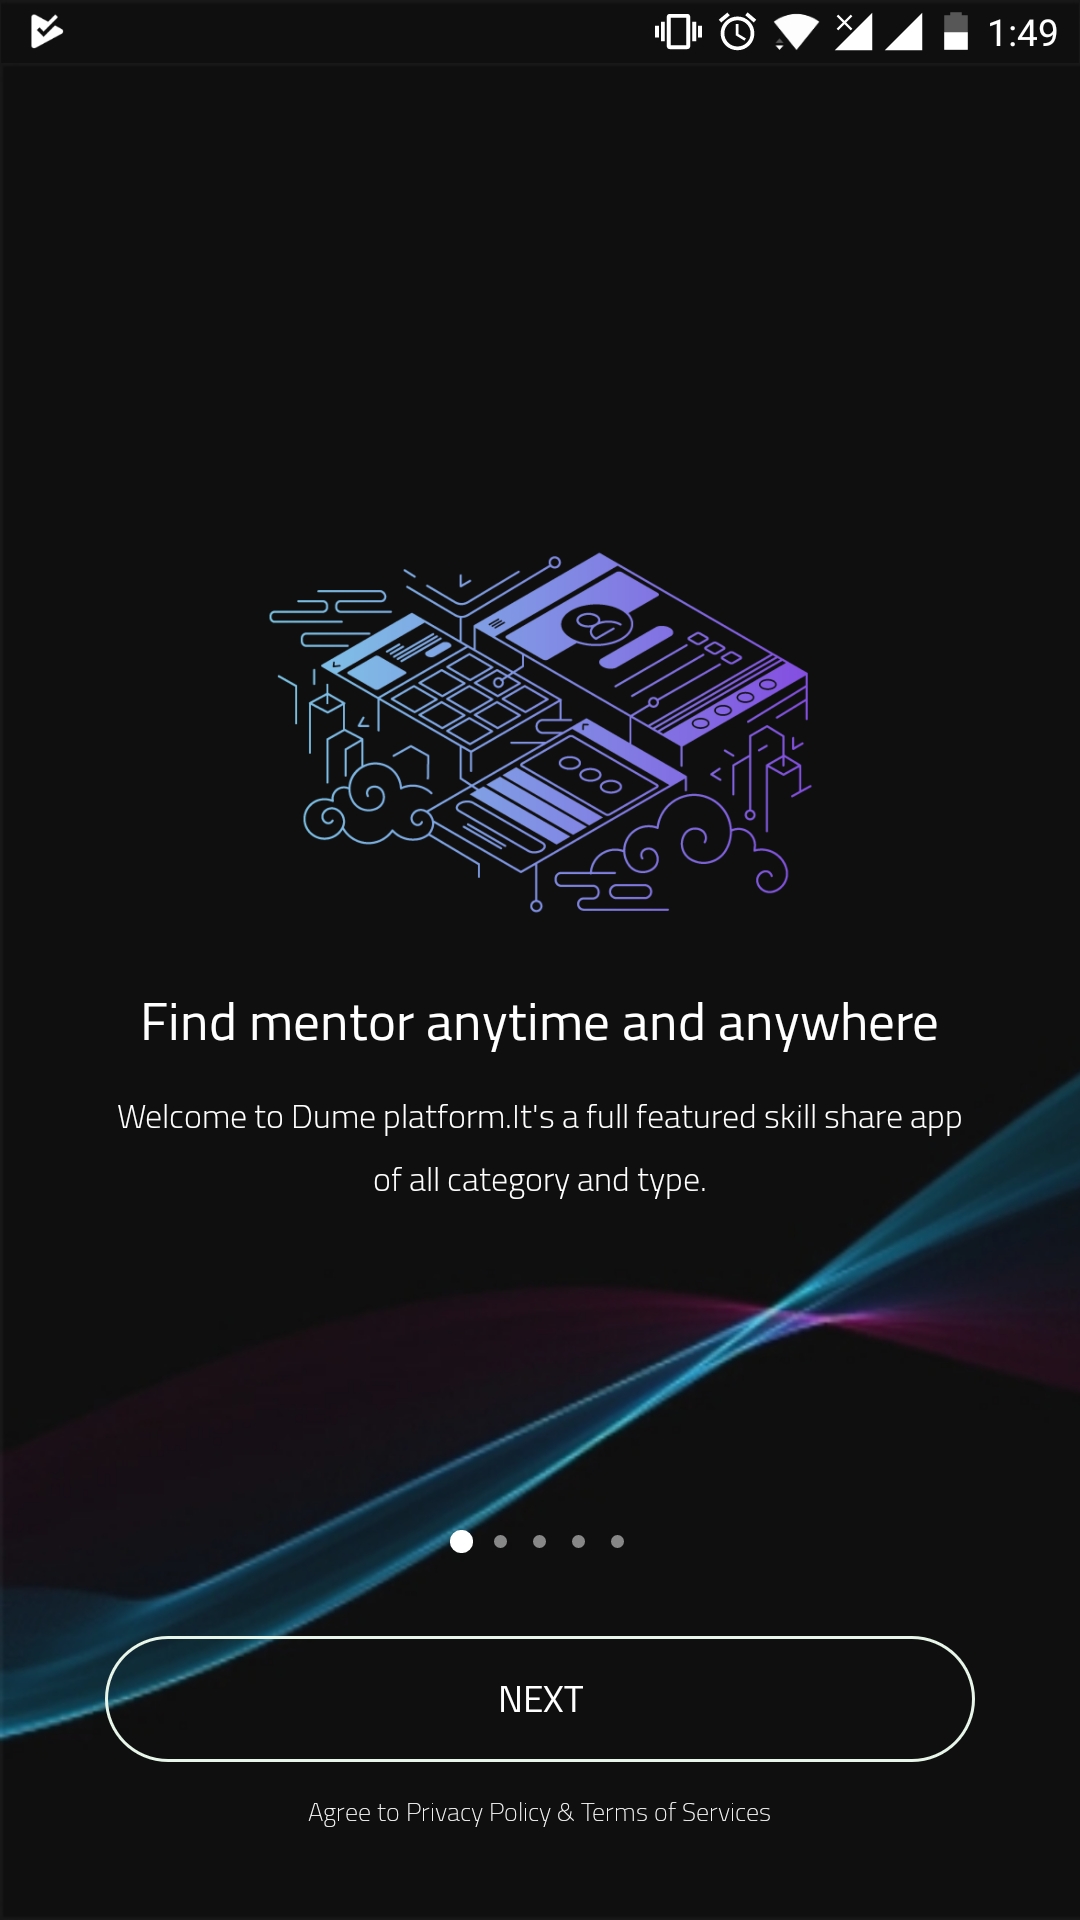 1:49
Find mentor anytime and anywhere
Welcome to Dume platform.It's a full featured skill share app
of all category and type.
NEXT
Agree to Privacy Policy & Terms of Services